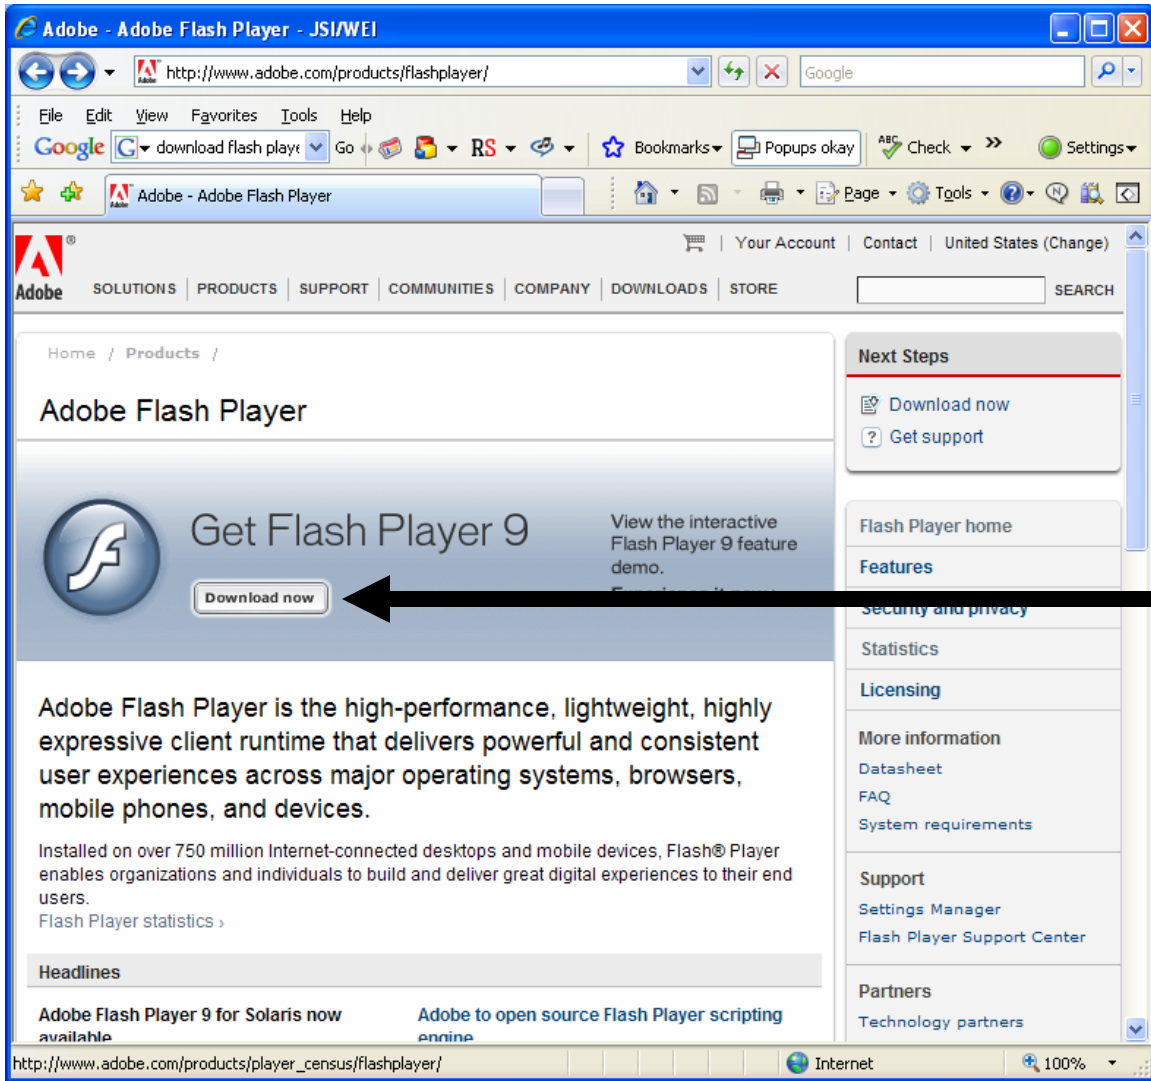 Adobe - Adobe Flash Player - JSI/WEI
Adobe http://www.adobe.com/products/flashplayer/
Google
File Edit View Favorites Tools Help
Google G download flash playe Go RS Bookmarks Popups okay ABC Check » Settings
Adobe Adobe - Adobe Flash Player Page Tools ? N
® | Your Account | Contact | United States (Change)
Adobe SOLUTIONS PRODUCTS SUPPORT COMMUNITIES COMPANY DOWNLOADS STORE SEARCH
Home / Products /
Adobe Flash Player
Get Flash Player 9
Download now
View the interactive
Flash Player 9 feature
demo.
Adobe Flash Player is the high-performance, lightweight, highly
expressive client runtime that delivers powerful and consistent
user experiences across major operating systems, browsers,
mobile phones, and devices.
Installed on over 750 million Internet-connected desktops and mobile devices, Flash® Player
enables organizations and individuals to build and deliver great digital experiences to their end
users.
Flash Player statistics ›
Headlines
Adobe Flash Player 9 for Solaris now
available
Adobe to open source Flash Player scripting
engine
Next Steps
Download now
? Get support
Flash Player home
Features
Security and privacy
Statistics
Licensing
More information
Datasheet
FAQ
System requirements
Support
Settings Manager
Flash Player Support Center
Partners
Technology partners
http://www.adobe.com/products/player_census/flashplayer/ Internet 100%